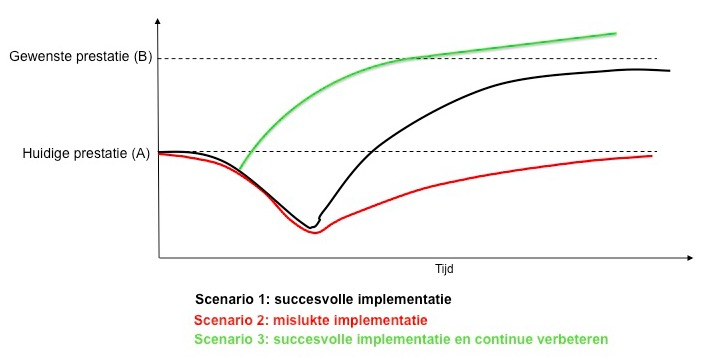 Gewenste prestatie (B)
Huidige prestatie (A)
Tijd
Scenario 1: succesvolle implementatie
Scenario 2: mislukte implementatie
Scenario 3: succesvolle implementatie en continue verbeteren